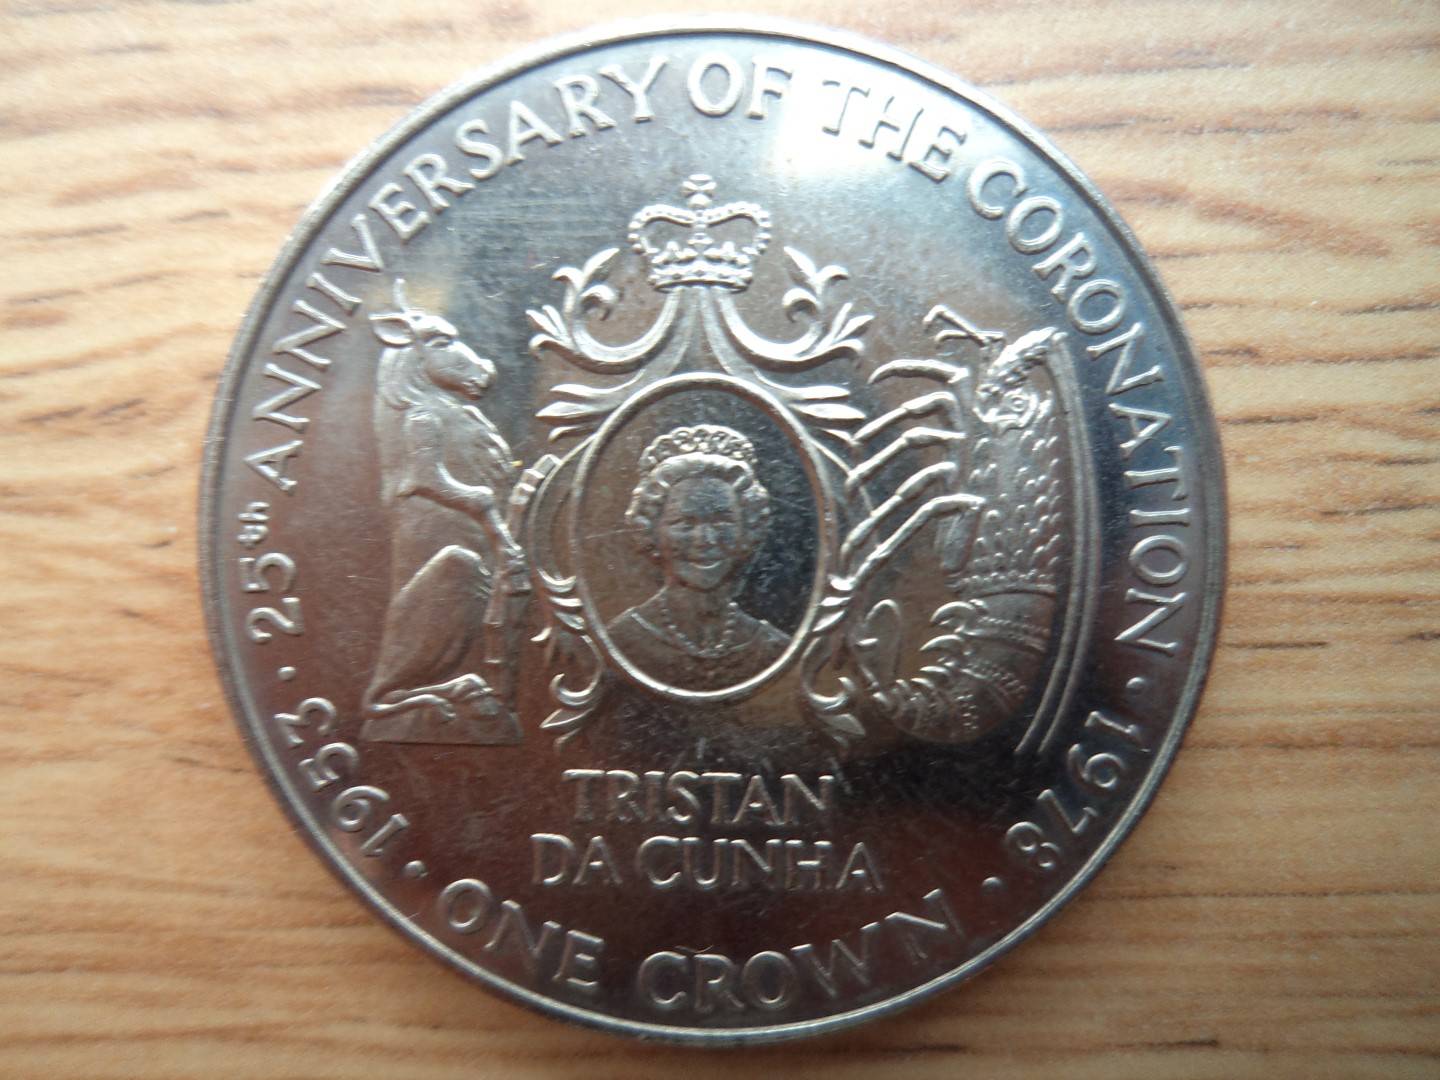 1953 · 25th ANNIVERSARY OF THE CORONATION · 1978
· ONE CROWN ·
TRISTAN
DA CUNHA